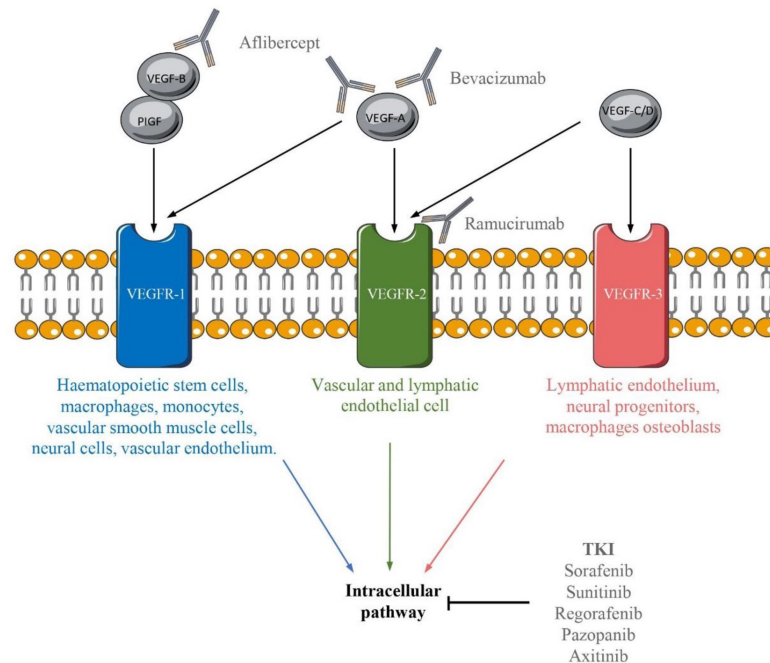 Aflibercept
VEGF-B
Bevacizumab
PIGF
VEGF-A
VEGF-C/D
Ramucirumab
VEGFR-1
VEGFR-2
VEGFR-3
Haematopoietic stem cells,
macrophages, monocytes,
vascular smooth muscle cells,
neural cells, vascular endothelium.
Vascular and lymphatic
endothelial cell
Lymphatic endothelium,
neural progenitors,
macrophages osteoblasts
Intracellular
pathway
TKI
Sorafenib
Sunitinib
Regorafenib
Pazopanib
Axitinib